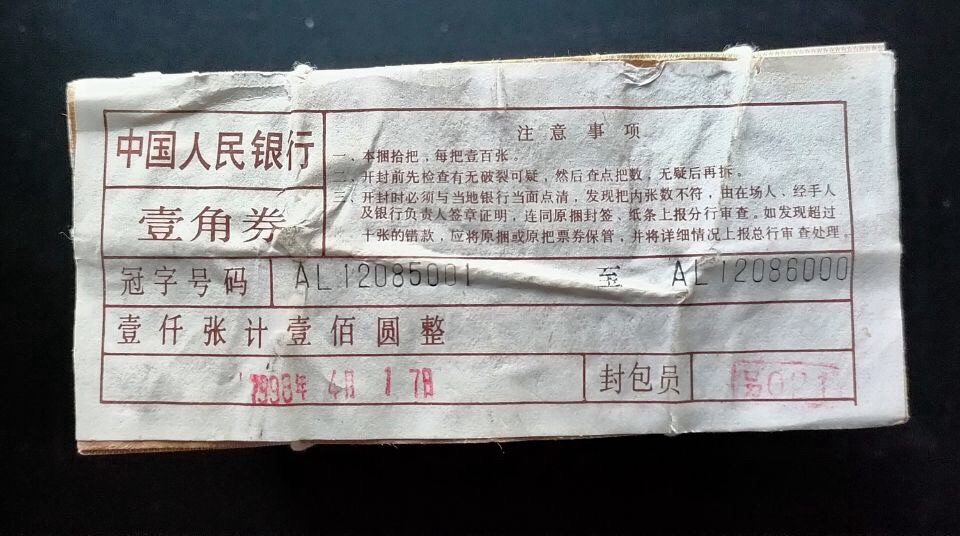 中国人民银行
壹角券
注意事项
一、本捆拾把，每把壹百张。
二、开封前先检查有无破裂可疑，然后查点把数，无疑后再拆。
三、开封时必须与当地银行当面点清，发现把内张数不符，由在场人、经手人
及银行负责人签章证明，连同原捆封签、纸条上报分行审查。如发现超过
十张的错款，应将原捆或原把票券保管，并将详细情况上报总行审查处理。
冠字号码 AL12085001 至 AL12086000
壹仟张计壹佰圆整
1998年 4月 17日 封包员